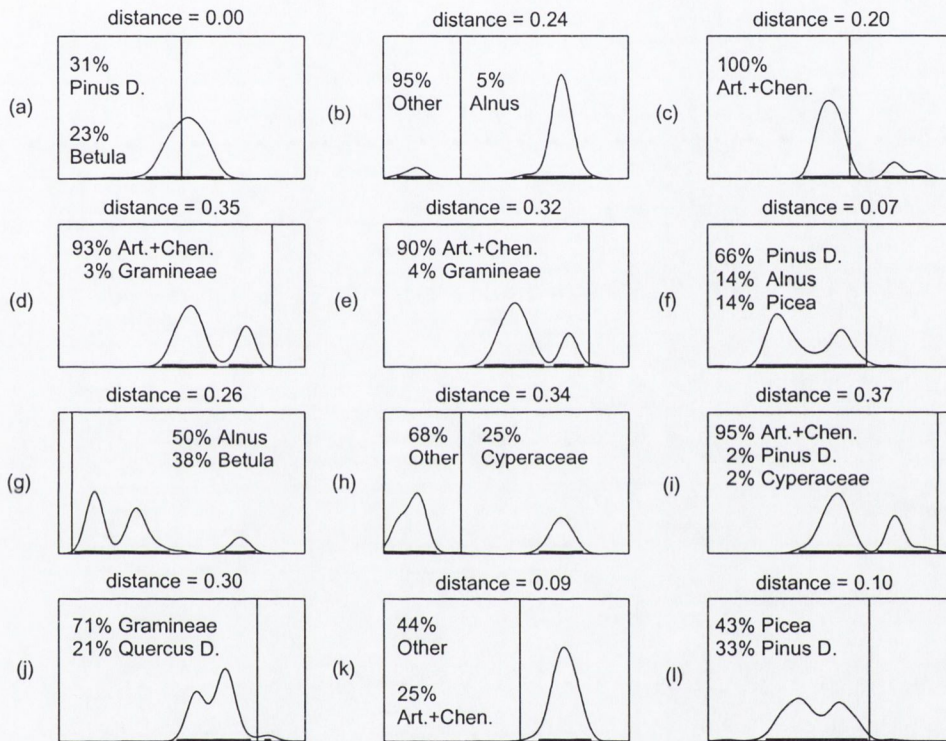 distance = 0.00
distance = 0.24
distance = 0.20
(a)
31%
Pinus D.
23%
Betula
(b)
95%
Other
5%
Alnus
(c)
100%
Art.+Chen.
distance = 0.35
distance = 0.32
distance = 0.07
(d)
93% Art.+Chen.
3% Gramineae
(e)
90% Art.+Chen.
4% Gramineae
(f)
66% Pinus D.
14% Alnus
14% Picea
distance = 0.26
distance = 0.34
distance = 0.37
(g)
50% Alnus
38% Betula
(h)
68%
Other
25%
Cyperaceae
(i)
95% Art.+Chen.
2% Pinus D.
2% Cyperaceae
distance = 0.30
distance = 0.09
distance = 0.10
(j)
71% Gramineae
21% Quercus D.
(k)
44%
Other
25%
Art.+Chen.
(l)
43% Picea
33% Pinus D.